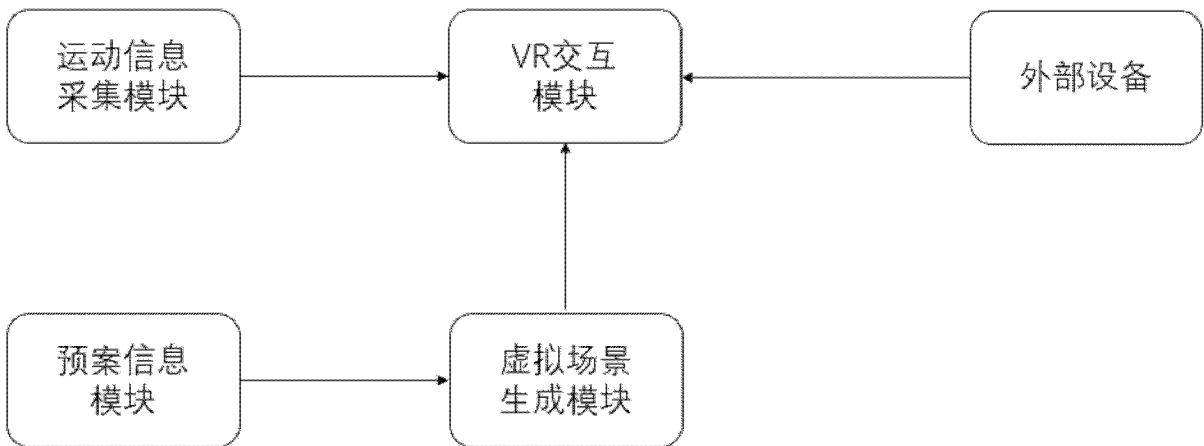 运动信息
采集模块
VR交互
模块
外部设备
预案信息
模块
虚拟场景
生成模块